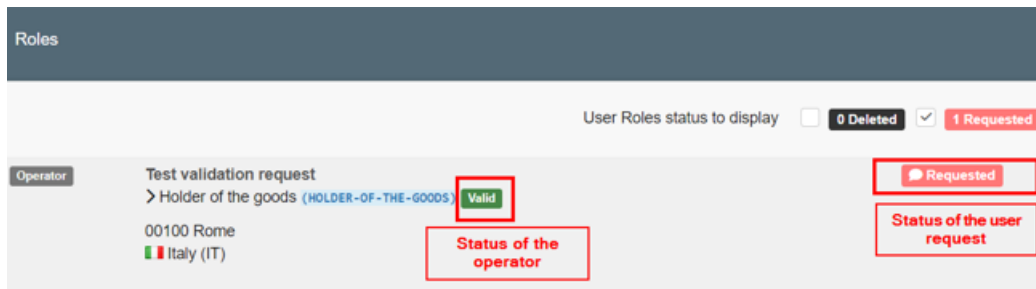 Roles
User Roles status to display 0 Deleted 1 Requested
Operator Test validation request Requested
Holder of the goods (HOLDER-OF-THE-GOODS) Valid
00100 Rome
Italy (IT)
Status of the
operator
Status of the user
request